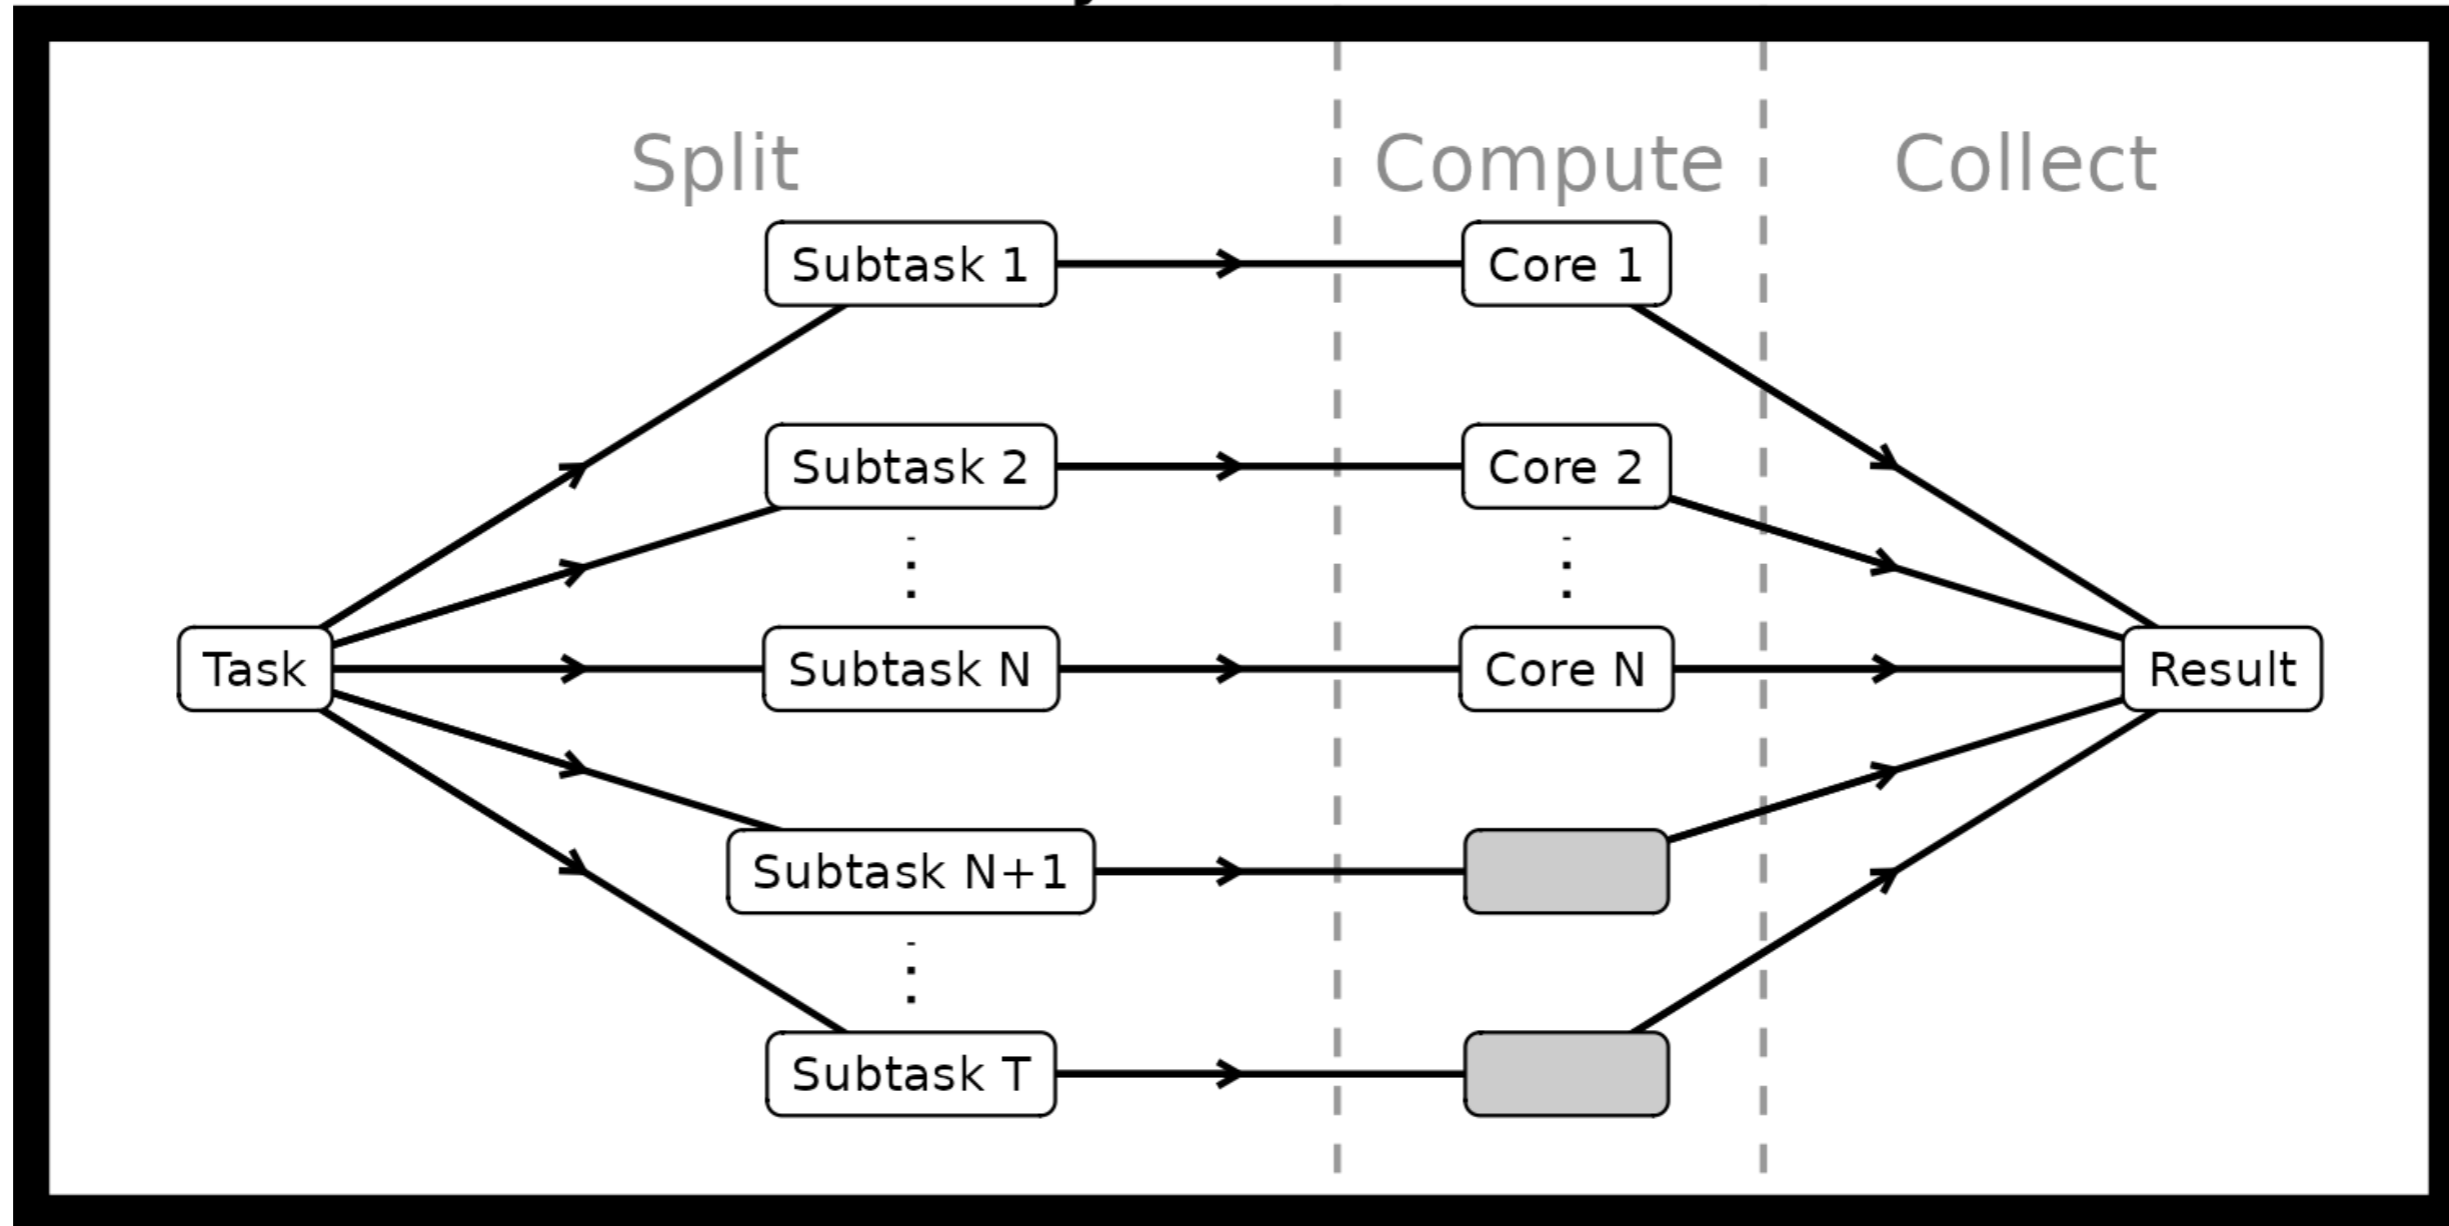 Split
Compute
Collect
Subtask 1
Core 1
Subtask 2
Core 2
Task
Subtask N
Core N
Result
Subtask N+1
Subtask T